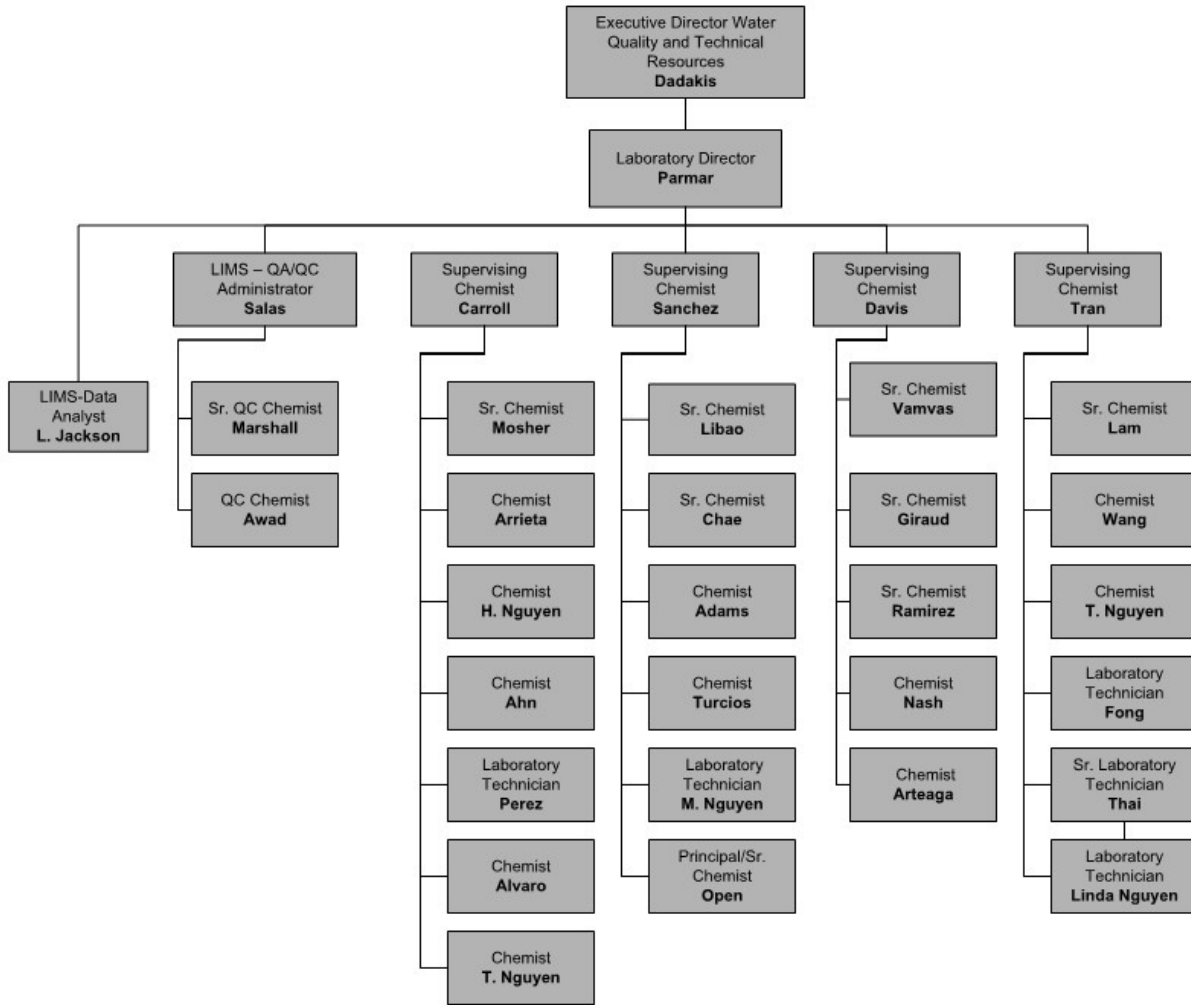 Executive Director Water
Quality and Technical
Resources
Dadakis
Laboratory Director
Parmar
LIMS – QA/QC
Administrator
Salas
Supervising
Chemist
Carroll
Supervising
Chemist
Sanchez
Supervising
Chemist
Davis
Supervising
Chemist
Tran
LIMS-Data
Analyst
L. Jackson
Sr. QC Chemist
Marshall
QC Chemist
Awad
Sr. Chemist
Mosher
Chemist
Arrieta
Chemist
H. Nguyen
Chemist
Ahn
Laboratory
Technician
Perez
Chemist
Alvaro
Chemist
T. Nguyen
Sr. Chemist
Libao
Sr. Chemist
Chae
Chemist
Adams
Chemist
Turcios
Laboratory
Technician
M. Nguyen
Principal/Sr.
Chemist
Open
Sr. Chemist
Vamvas
Sr. Chemist
Giraud
Sr. Chemist
Ramirez
Chemist
Nash
Chemist
Arteaga
Sr. Chemist
Lam
Chemist
Wang
Chemist
T. Nguyen
Laboratory
Technician
Fong
Sr. Laboratory
Technician
Thai
Laboratory
Technician
Linda Nguyen